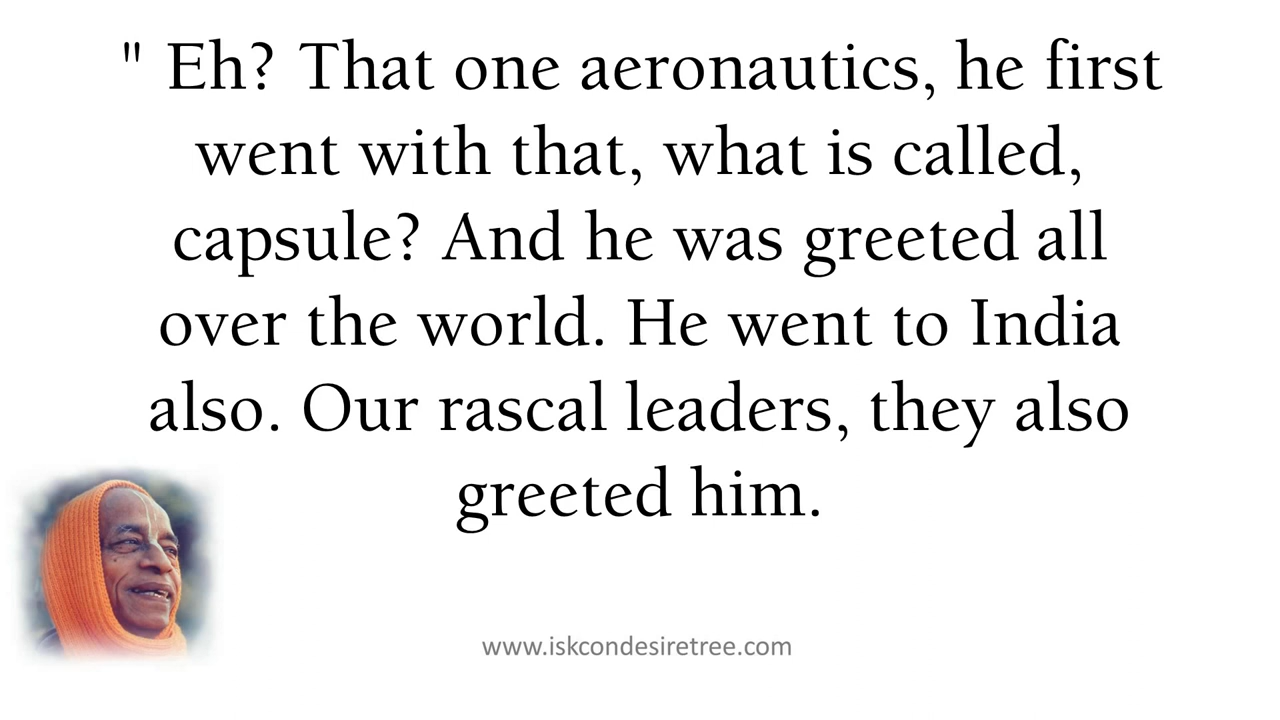 " Eh? That one aeronautics, he first
went with that, what is called,
capsule? And he was greeted all
over the world. He went to India
also. Our rascal leaders, they also
greeted him.
www.iskcondesiretree.com